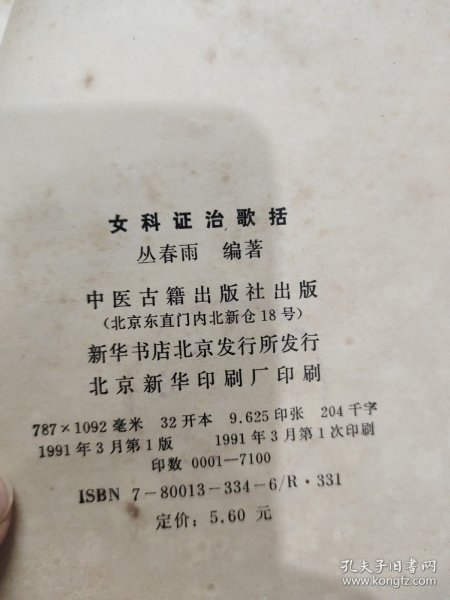 女科证治歌括
丛春雨 编著
中医古籍出版社出版
（北京东直门内北新仓18号）
新华书店北京发行所发行
北京新华印刷厂印刷
787×1092毫米 32开本 9.625印张 204千字
1991年3月第1版 1991年3月第1次印刷
印数 0001—7100
ISBN 7-80013-334-6/R·331
定价：5.60 元
孔夫子旧书网
www.kongfz.com